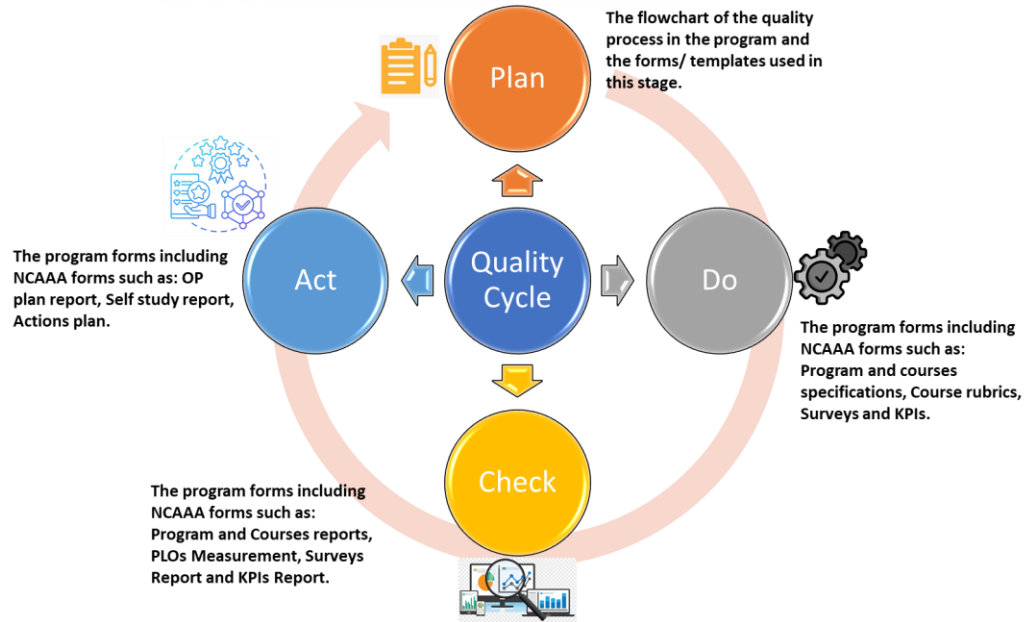 Plan
The flowchart of the quality
process in the program and
the forms/ templates used in
this stage.
Quality
Cycle
Act
The program forms including
NCAAA forms such as: OP
plan report, Self study report,
Actions plan.
Do
The program forms including
NCAAA forms such as:
Program and courses
specifications, Course rubrics,
Surveys and KPIs.
Check
The program forms including
NCAAA forms such as:
Program and Courses reports,
PLOs Measurement, Surveys
Report and KPIs Report.